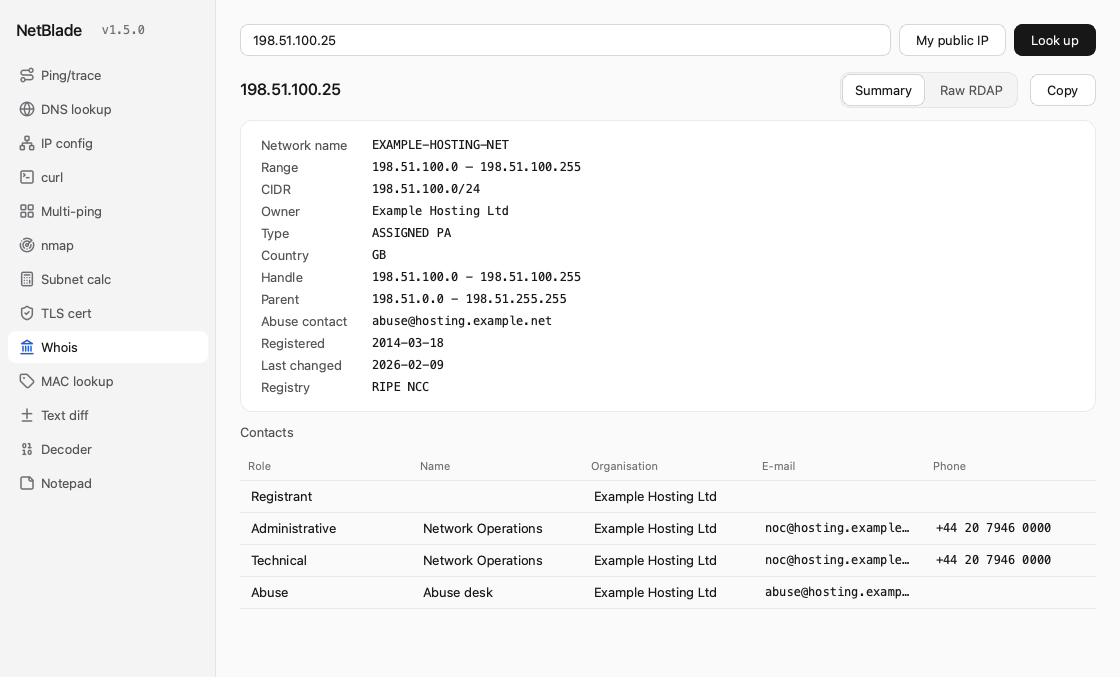 NetBlade v1.5.0
Ping/trace
DNS lookup
IP config
curl
Multi-ping
nmap
Subnet calc
TLS cert
Whois
MAC lookup
Text diff
Decoder
Notepad
198.51.100.25 My public IP Look up
198.51.100.25 Summary Raw RDAP Copy
Network name EXAMPLE-HOSTING-NET
Range 198.51.100.0 – 198.51.100.255
CIDR 198.51.100.0/24
Owner Example Hosting Ltd
Type ASSIGNED PA
Country GB
Handle 198.51.100.0 - 198.51.100.255
Parent 198.51.0.0 - 198.51.255.255
Abuse contact abuse@hosting.example.net
Registered 2014-03-18
Last changed 2026-02-09
Registry RIPE NCC
Contacts
Role Name Organisation E-mail Phone
Registrant Example Hosting Ltd
Administrative Network Operations Example Hosting Ltd noc@hosting.example… +44 20 7946 0000
Technical Network Operations Example Hosting Ltd noc@hosting.example… +44 20 7946 0000
Abuse Abuse desk Example Hosting Ltd abuse@hosting.examp…